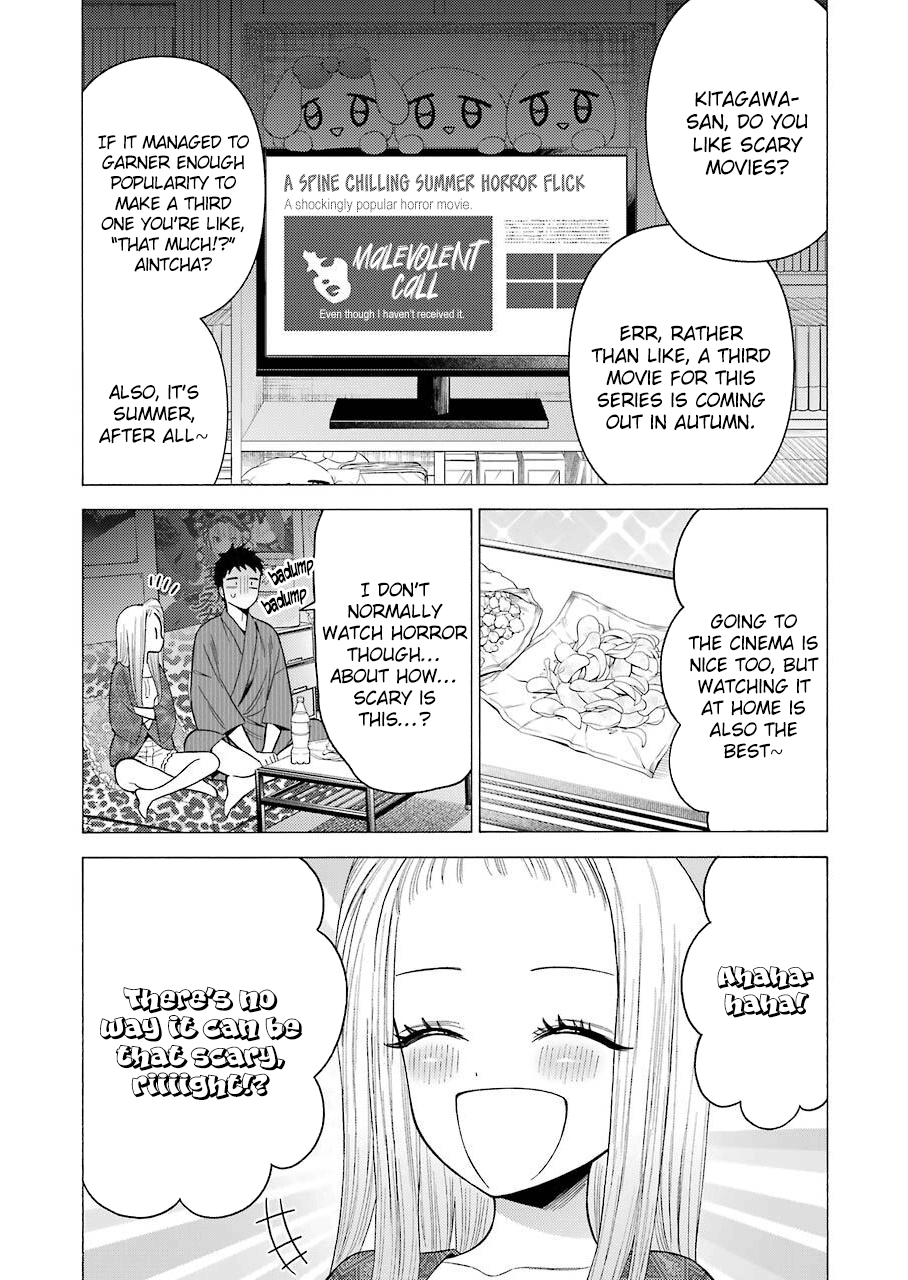 KITAGAWA-
SAN, DO YOU
LIKE SCARY
MOVIES?
ERR, RATHER
THAN LIKE, A THIRD
MOVIE FOR THIS
SERIES IS COMING
OUT IN AUTUMN.
A SPINE CHILLING SUMMER HORROR FLICK
A shockingly popular horror movie.
MALEVOLENT
CALL
Even though I haven't received it.
IF IT MANAGED TO
GARNER ENOUGH
POPULARITY TO
MAKE A THIRD
ONE YOU'RE LIKE,
"THAT MUCH!?"
AINTCHA?
ALSO, IT'S
SUMMER,
AFTER ALL~
GOING TO
THE CINEMA IS
NICE TOO, BUT
WATCHING IT
AT HOME IS
ALSO THE
BEST~
I DON'T
NORMALLY
WATCH HORROR
THOUGH...
ABOUT HOW...
SCARY IS
THIS...?
badump
badump
Ahaha-
haha!
There's no
way it can be
that scary,
riiiight!?